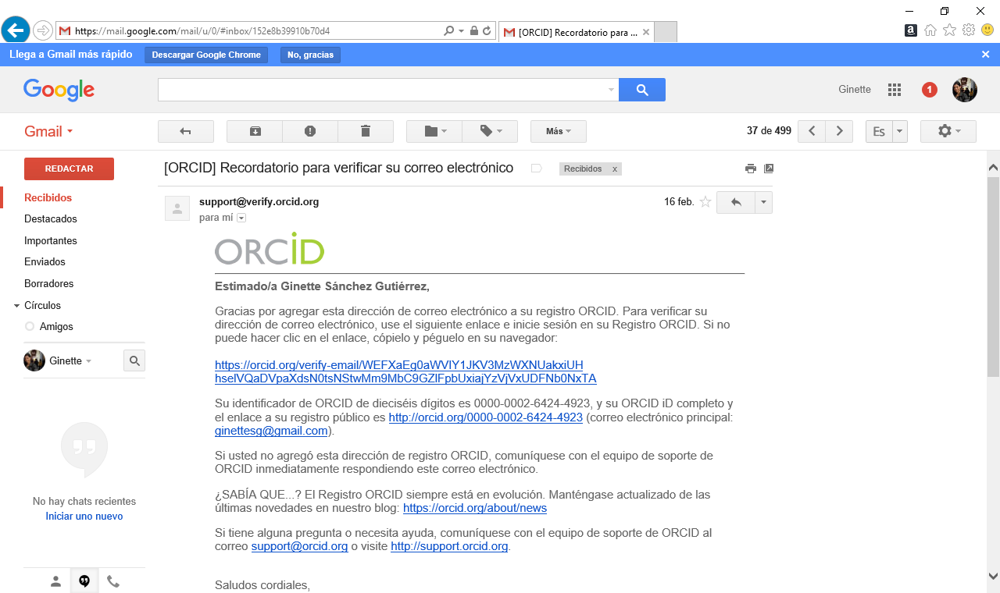 https://mail.google.com/mail/u/0/#inbox/152e8b39910b70d4
[ORCID] Recordatorio para ...
Llega a Gmail más rápido
Descargar Google Chrome
No, gracias
Google
Ginette
1
Gmail
Más
37 de 499
Es
REDACTAR
[ORCID] Recordatorio para verificar su correo electrónico
Recibidos x
Recibidos
Destacados
Importantes
Enviados
Borradores
Círculos
Amigos
Ginette
No hay chats recientes
Iniciar uno nuevo
support@verify.orcid.org
16 feb.
para mí
ORCID
Estimado/a Ginette Sánchez Gutiérrez,
Gracias por agregar esta dirección de correo electrónico a su registro ORCID. Para verificar su
dirección de correo electrónico, use el siguiente enlace e inicie sesión en su Registro ORCID. Si no
puede hacer clic en el enlace, cópielo y péguelo en su navegador:
https://orcid.org/verify-email/WEFXaEg0aWVIY1JKV3MzWXNUakxiUH
hselVQaDVpaXdsN0tsNStwMm9MbC9GZIFpbUxiajYzVjVxUDFNb0NxTA
Su identificador de ORCID de dieciséis dígitos es 0000-0002-6424-4923, y su ORCID iD completo y
el enlace a su registro público es http://orcid.org/0000-0002-6424-4923 (correo electrónico principal:
ginettesg@gmail.com).
Si usted no agregó esta dirección de registro ORCID, comuníquese con el equipo de soporte de
ORCID inmediatamente respondiendo este correo electrónico.
¿SABÍA QUE...? El Registro ORCID siempre está en evolución. Manténgase actualizado de las
últimas novedades en nuestro blog: https://orcid.org/about/news
Si tiene alguna pregunta o necesita ayuda, comuníquese con el equipo de soporte de ORCID al
correo support@orcid.org o visite http://support.orcid.org.
Saludos cordiales,